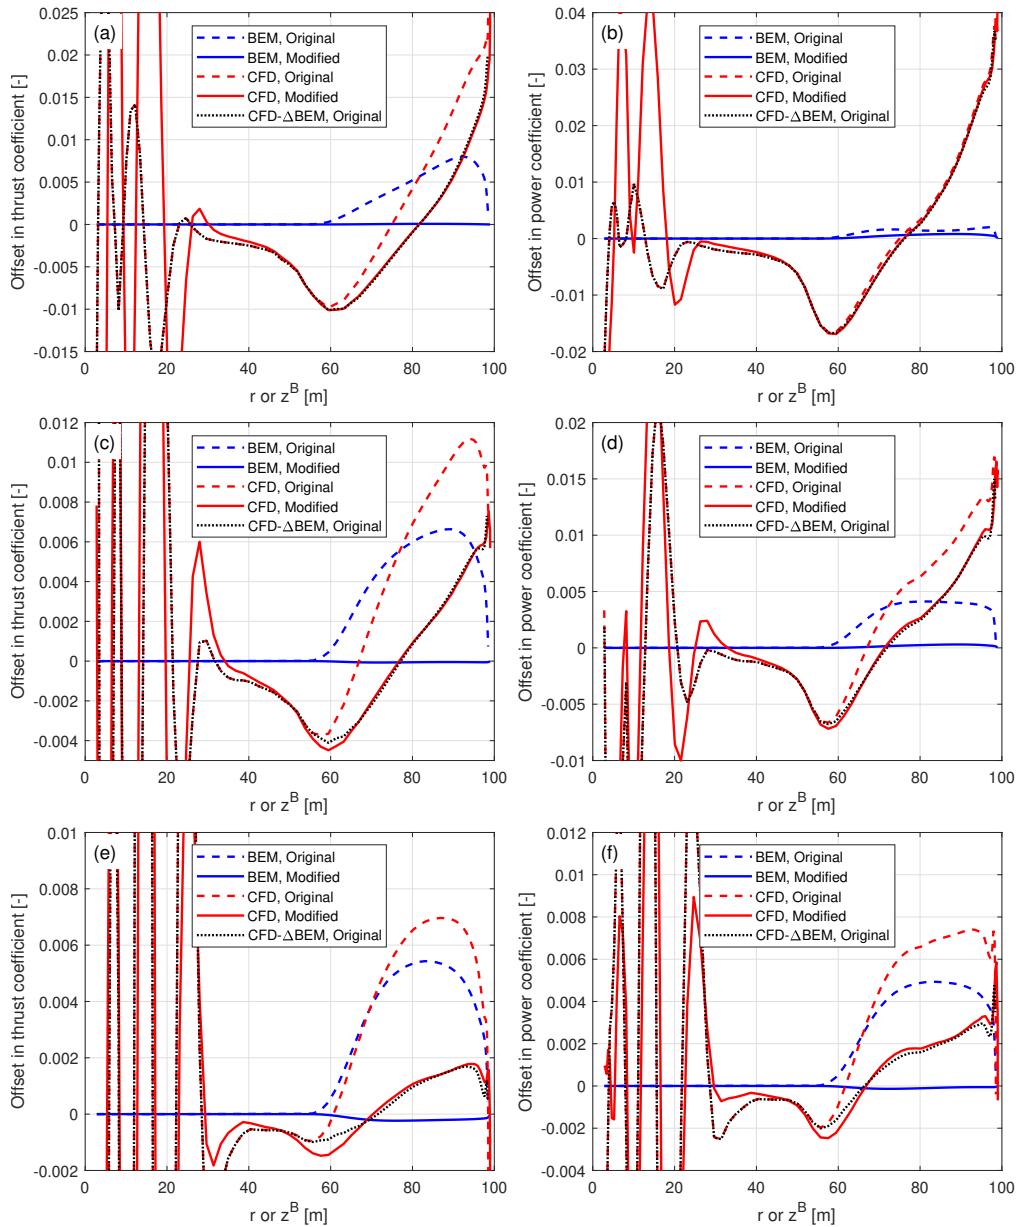 (a)
BEM, Original
BEM, Modified
CFD, Original
CFD, Modified
CFD-ΔBEM, Original
0.025
0.02
0.015
0.01
0.005
0
-0.005
-0.01
-0.015
0 20 40 60 80 100
Offset in thrust coefficient [-]
r or z^B [m]
(b)
BEM, Original
BEM, Modified
CFD, Original
CFD, Modified
CFD-ΔBEM, Original
0.04
0.03
0.02
0.01
0
-0.01
-0.02
0 20 40 60 80 100
Offset in power coefficient [-]
r or z^B [m]
(c)
BEM, Original
BEM, Modified
CFD, Original
CFD, Modified
CFD-ΔBEM, Original
0.012
0.01
0.008
0.006
0.004
0.002
0
-0.002
-0.004
0 20 40 60 80 100
Offset in thrust coefficient [-]
r or z^B [m]
(d)
BEM, Original
BEM, Modified
CFD, Original
CFD, Modified
CFD-ΔBEM, Original
0.02
0.015
0.01
0.005
0
-0.005
-0.01
0 20 40 60 80 100
Offset in power coefficient [-]
r or z^B [m]
(e)
BEM, Original
BEM, Modified
CFD, Original
CFD, Modified
CFD-ΔBEM, Original
0.01
0.008
0.006
0.004
0.002
0
-0.002
0 20 40 60 80 100
Offset in thrust coefficient [-]
r or z^B [m]
(f)
BEM, Original
BEM, Modified
CFD, Original
CFD, Modified
CFD-ΔBEM, Original
0.012
0.01
0.008
0.006
0.004
0.002
0
-0.002
-0.004
0 20 40 60 80 100
Offset in power coefficient [-]
r or z^B [m]